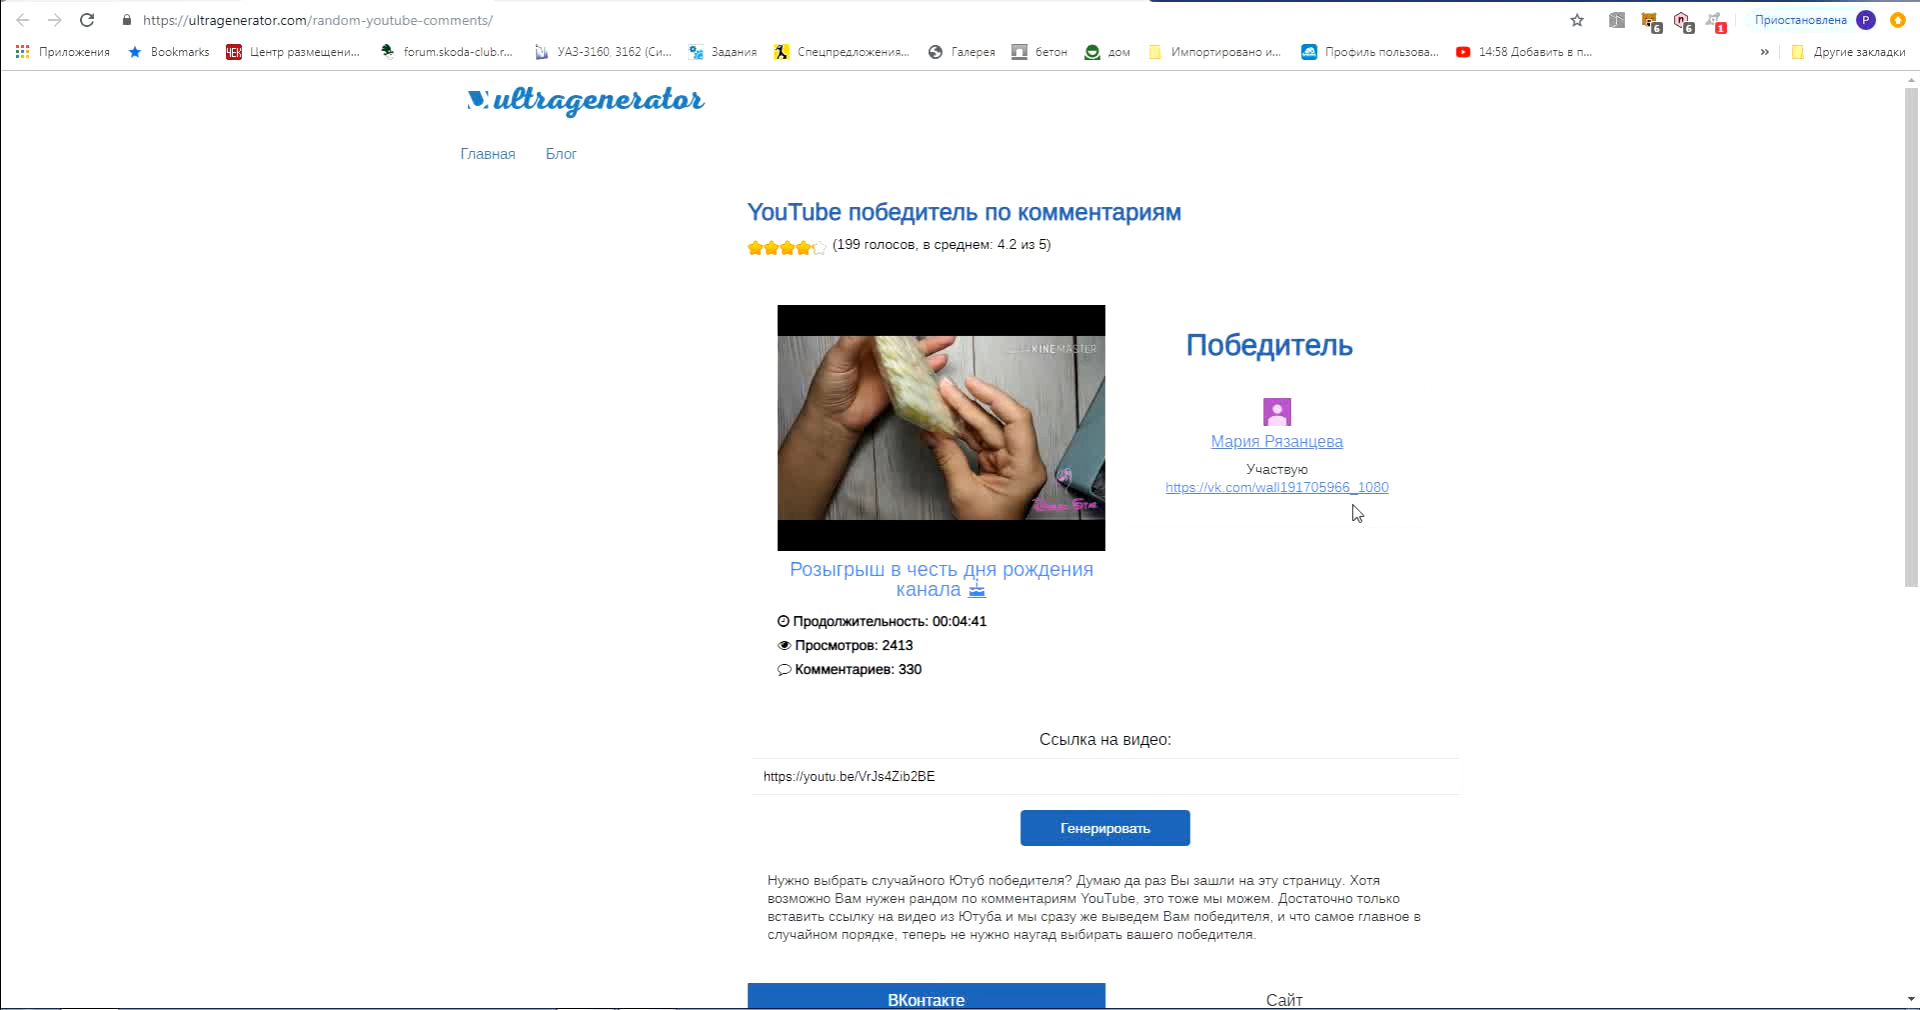 https://ultragenerator.com/random-youtube-comments/
6
6
1
Приостановлена
P
Приложения
Bookmarks
ЧЕК
Центр размещени...
forum.skoda-club.r...
УАЗ-3160, 3162 (Си...
Задания
Спецпредложения...
Галерея
бетон
дом
Импортировано и...
Профиль пользова...
14:58 Добавить в п...
»
Другие закладки
ultragenerator
Главная
Блог
YouTube победитель по комментариям
(199 голосов, в среднем: 4.2 из 5)
KINEMASTER
Победитель
Мария Рязанцева
Участвую
https://vk.com/wall191705966_1080
Розыгрыш в честь дня рождения
канала
Продолжительность: 00:04:41
Просмотров: 2413
Комментариев: 330
Ссылка на видео:
https://youtu.be/VrJs4Zib2BE
Генерировать
Нужно выбрать случайного Ютуб победителя? Думаю да раз Вы зашли на эту страницу. Хотя
возможно Вам нужен рандом по комментариям YouTube, это тоже мы можем. Достаточно только
вставить ссылку на видео из Ютуба и мы сразу же выведем Вам победителя, и что самое главное в
случайном порядке, теперь не нужно наугад выбирать вашего победителя.
ВКонтакте
Сайт